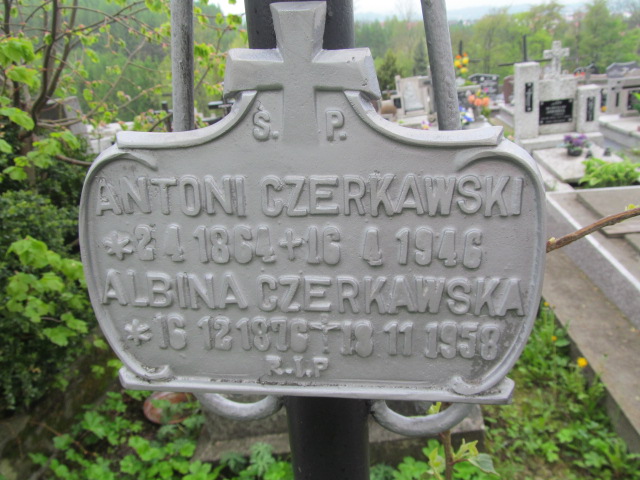 Ś. P.
ANTONI CZERKAWSKI
* 2 4 1864 + 16 4 1946
ALBINA CZERKAWSKA
* 16 12 1876 + 18 11 1958
R.I.P